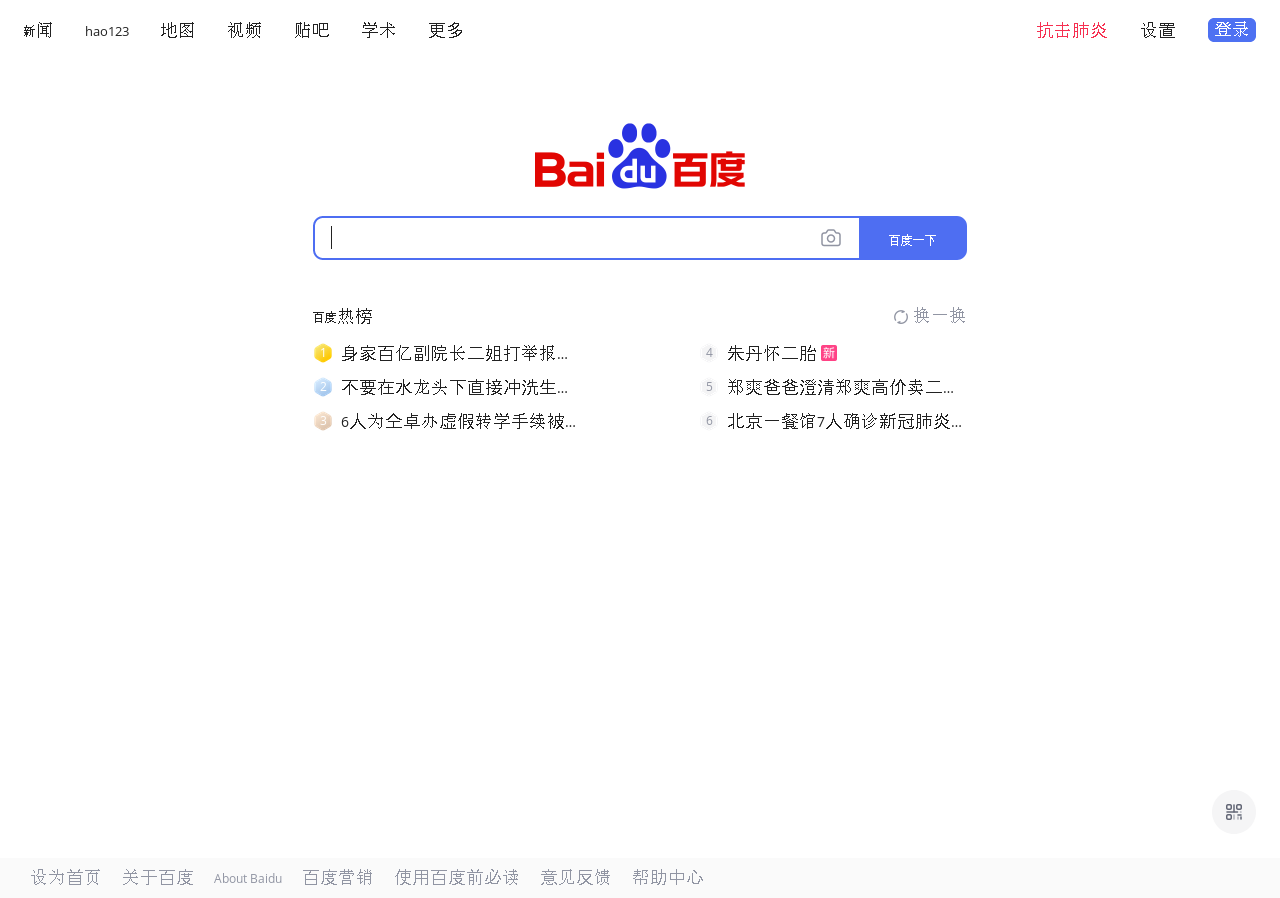 新闻 hao123 地图 视频 贴吧 学术 更多 抗击肺炎 设置 登录
Bai du 百度
百度一下
百度热榜 换一换
1 身家百亿副院长二姐打举报... 4 朱丹怀二胎 新
2 不要在水龙头下直接冲洗生... 5 郑爽爸爸澄清郑爽高价卖二...
3 6人为仝卓办虚假转学手续被... 6 北京一餐馆7人确诊新冠肺炎...
设为首页 关于百度 About Baidu 百度营销 使用百度前必读 意见反馈 帮助中心